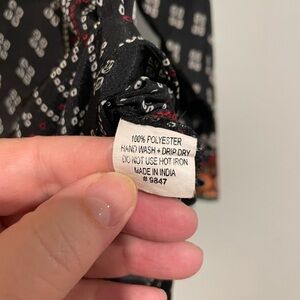 100% POLYESTER
HAND WASH + DRIP DRY
DO NOT USE HOT IRON
MADE IN INDIA
# 9847